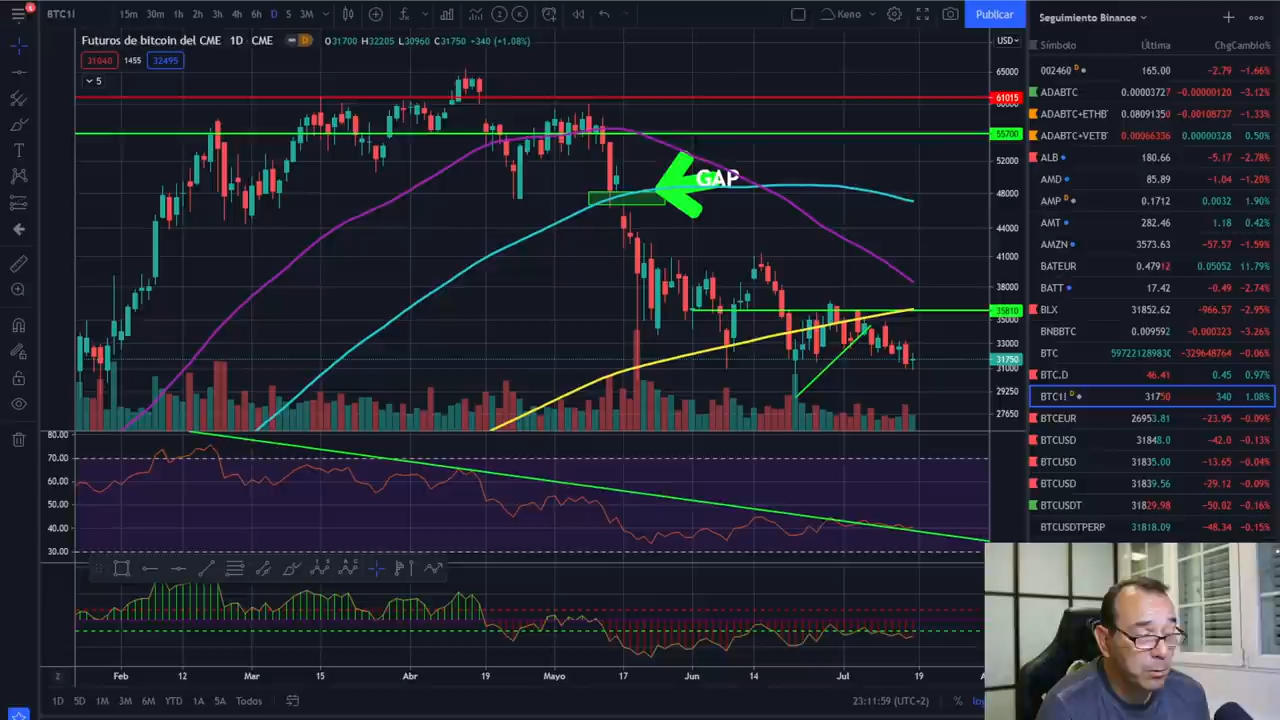 BTC1! 15m 30m 1h 2h 3h 4h 6h D S 3M Keno Publicar
Futuros de bitcoin del CME 1D CME O31700 H32205 L30960 C31750 +340 (+1.08%)
31040 1455 32495
5
GAP
USD
65000
61015
60000
55700
52000
48000
44000
41000
38000
35810
35000
33000
31750
31000
29250
27650
80.00
70.00
60.00
50.00
40.00
30.00
Feb 12 Mar 15 Abr 19 Mayo 17 Jun 14 Jul 19
1D 5D 1M 3M 6M YTD 1A 5A Todos 23:11:59 (UTC+2) % log
Seguimiento Binance
Símbolo Última Chg Cambio%
002460 D 165.00 -2.79 -1.66%
ADABTC 0.00003727 -0.00000120 -3.12%
ADABTC+ETHB 0.0809135 -0.00108737 -1.33%
ADABTC+VETB 0.00066336 0.00000328 0.50%
ALB 180.66 -5.17 -2.78%
AMD 85.89 -1.04 -1.20%
AMP D 0.1712 0.0032 1.90%
AMT 282.46 1.18 0.42%
AMZN 3573.63 -57.57 -1.59%
BATEUR 0.47912 0.05052 11.79%
BATT 17.42 -0.49 -2.74%
BLX 31852.62 -966.57 -2.95%
BNBBTC 0.009592 -0.000323 -3.26%
BTC -329648764 -0.06%
BTC.D 46.41 0.45 0.97%
BTC1! D 31750 340 1.08%
BTCEUR 26953.81 -23.95 -0.09%
BTCUSD 31848.0 -42.0 -0.13%
BTCUSD 31835.00 -13.65 -0.04%
BTCUSD 31839.56 -29.12 -0.09%
BTCUSDT 31829.98 -50.02 -0.16%
BTCUSDTPERP 31818.09 -48.34 -0.15%